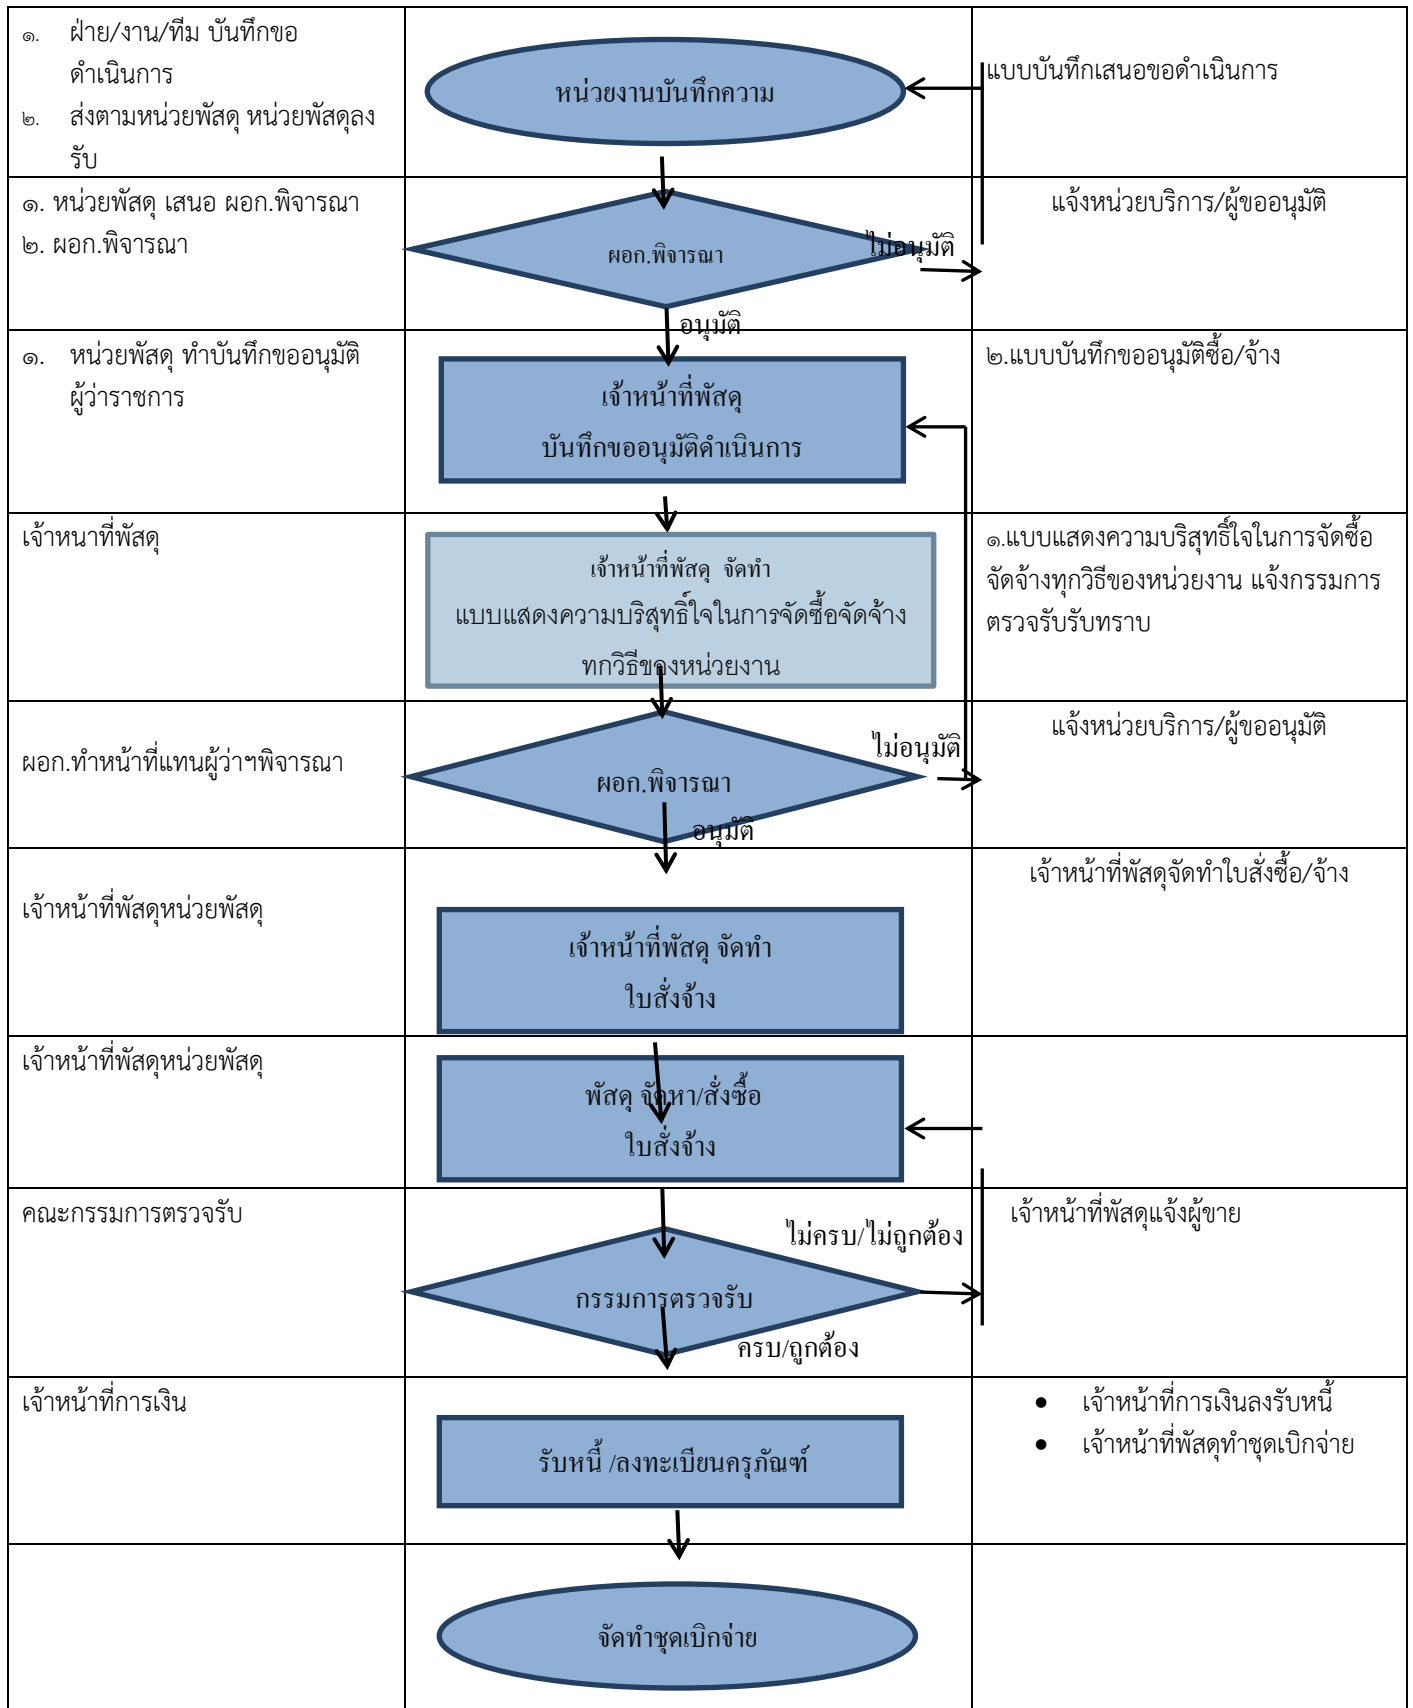 ๑. ฝ่าย/งาน/ทีม บันทึกขอ
ดำเนินการ
๒. ส่งตามหน่วยพัสดุ หน่วยพัสดุลง
รับ
หน่วยงานบันทึกความ
แบบบันทึกเสนอขอดำเนินการ
๑. หน่วยพัสดุ เสนอ ผอก.พิจารณา
๒. ผอก.พิจารณา
ผอก.พิจารณา
ไม่อนุมัติ
แจ้งหน่วยบริการ/ผู้ขออนุมัติ
อนุมัติ
๑. หน่วยพัสดุ ทำบันทึกขออนุมัติ
ผู้ว่าราชการ
เจ้าหน้าที่พัสดุ
บันทึกขออนุมัติดำเนินการ
๒.แบบบันทึกขออนุมัติซื้อ/จ้าง
เจ้าหนาที่พัสดุ
เจ้าหน้าที่พัสดุ จัดทำ
แบบแสดงความบริสุทธิ์ใจในการจัดซื้อจัดจ้าง
ทกวิธีของหน่วยงาน
๑.แบบแสดงความบริสุทธิ์ใจในการจัดซื้อ
จัดจ้างทุกวิธีของหน่วยงาน แจ้งกรรมการ
ตรวจรับรับทราบ
ผอก.ทำหน้าที่แทนผู้ว่าฯพิจารณา
ผอก.พิจารณา
ไม่อนุมัติ
แจ้งหน่วยบริการ/ผู้ขออนุมัติ
อนุมัติ
เจ้าหน้าที่พัสดุหน่วยพัสดุ
เจ้าหน้าที่พัสดุ จัดทำ
ใบสั่งจ้าง
เจ้าหน้าที่พัสดุจัดทำใบสั่งซื้อ/จ้าง
เจ้าหน้าที่พัสดุหน่วยพัสดุ
พัสดุ จัดหา/สั่งซื้อ
ใบสั่งจ้าง
คณะกรรมการตรวจรับ
ไม่ครบ/ไม่ถูกต้อง
กรรมการตรวจรับ
ครบ/ถูกต้อง
เจ้าหน้าที่พัสดุแจ้งผู้ขาย
เจ้าหน้าที่การเงิน
รับหนี้ /ลงทะเบียนครุภัณฑ์
• เจ้าหน้าที่การเงินลงรับหนี้
• เจ้าหน้าที่พัสดุทำชุดเบิกจ่าย
จัดทำชุดเบิกจ่าย